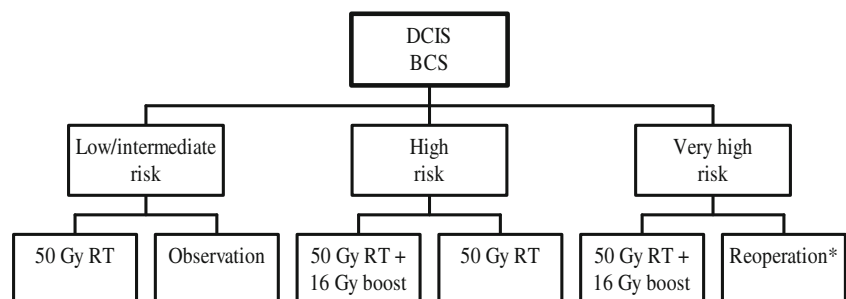 DCIS
BCS
Low/intermediate
risk
High
risk
Very high
risk
50 Gy RT
Observation
50 Gy RT +
16 Gy boost
50 Gy RT
50 Gy RT +
16 Gy boost
Reoperation*